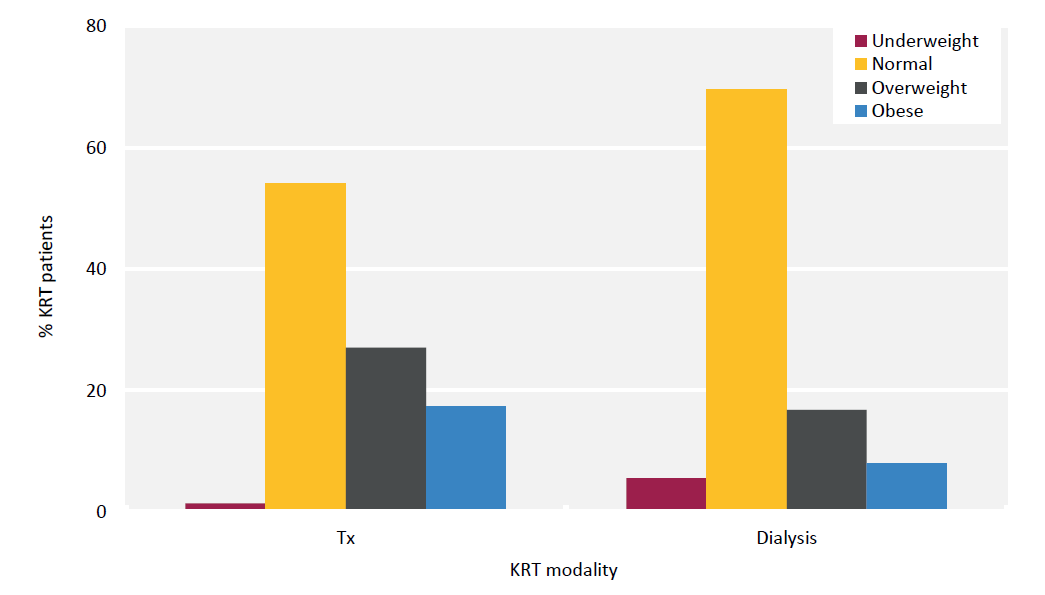 80
60
40
20
0
% KRT patients
Underweight
Normal
Overweight
Obese
Tx
Dialysis
KRT modality